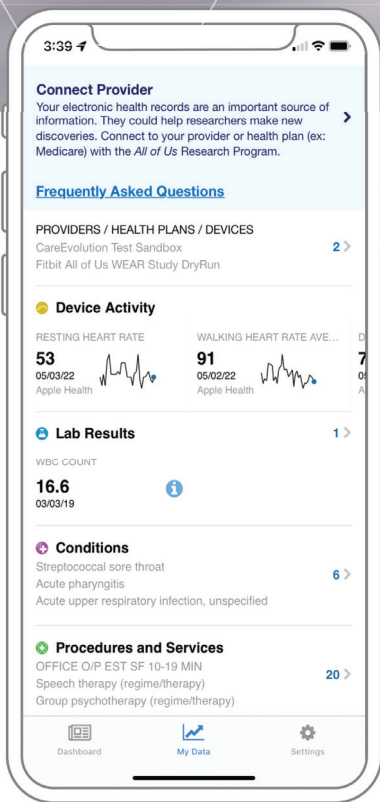 3:39
Connect Provider
Your electronic health records are an important source of
information. They could help researchers make new
discoveries. Connect to your provider or health plan (ex:
Medicare) with the All of Us Research Program.
Frequently Asked Questions
PROVIDERS / HEALTH PLANS / DEVICES
CareEvolution Test Sandbox
2
Fitbit All of Us WEAR Study DryRun
Device Activity
RESTING HEART RATE
WALKING HEART RATE AVE...
D
53
91
7
05/03/22
05/02/22
0
Apple Health
Apple Health
A
Lab Results
1
WBC COUNT
16.6
03/03/19
Conditions
Streptococcal sore throat
Acute pharyngitis
6
Acute upper respiratory infection, unspecified
Procedures and Services
OFFICE O/P EST SF 10-19 MIN
Speech therapy (regime/therapy)
20
Group psychotherapy (regime/therapy)
Dashboard
My Data
Settings